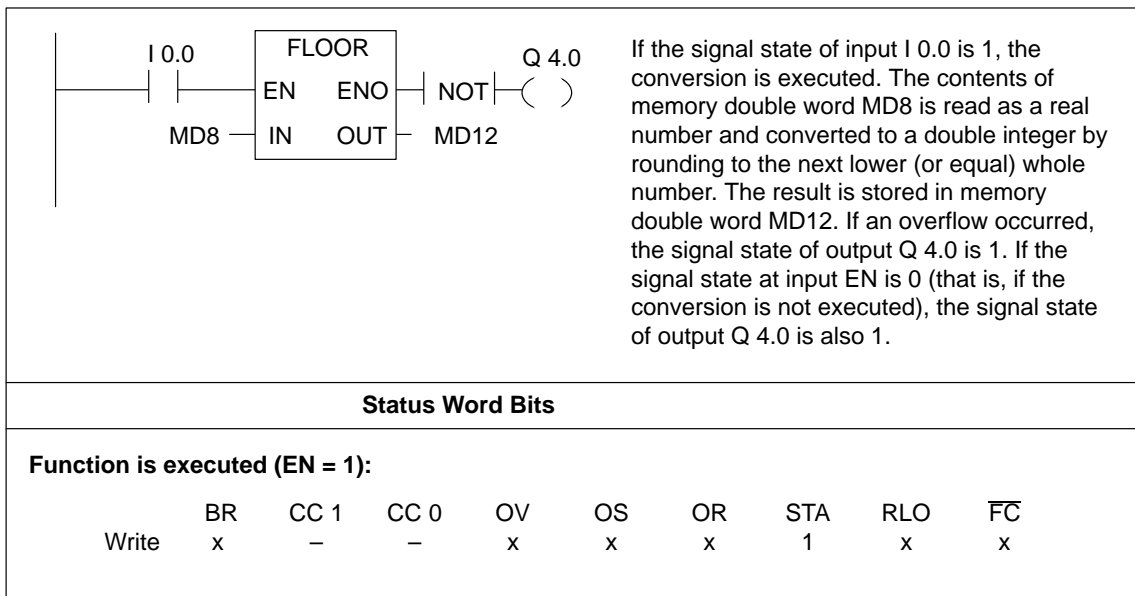 I 0.0
FLOOR
Q 4.0
EN ENO NOT
MD8 IN OUT MD12
If the signal state of input I 0.0 is 1, the
conversion is executed. The contents of
memory double word MD8 is read as a real
number and converted to a double integer by
rounding to the next lower (or equal) whole
number. The result is stored in memory
double word MD12. If an overflow occurred,
the signal state of output Q 4.0 is 1. If the
signal state at input EN is 0 (that is, if the
conversion is not executed), the signal state
of output Q 4.0 is also 1.
Status Word Bits
Function is executed (EN = 1):
BR CC 1 CC 0 OV OS OR STA RLO F̅C̅
Write x – – x x x 1 x x